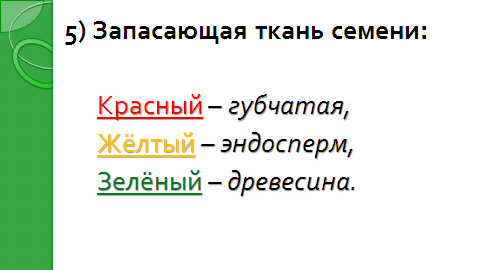 5) Запасающая ткань семени:
Красный – губчатая,
Жёлтый – эндосперм,
Зелёный – древесина.